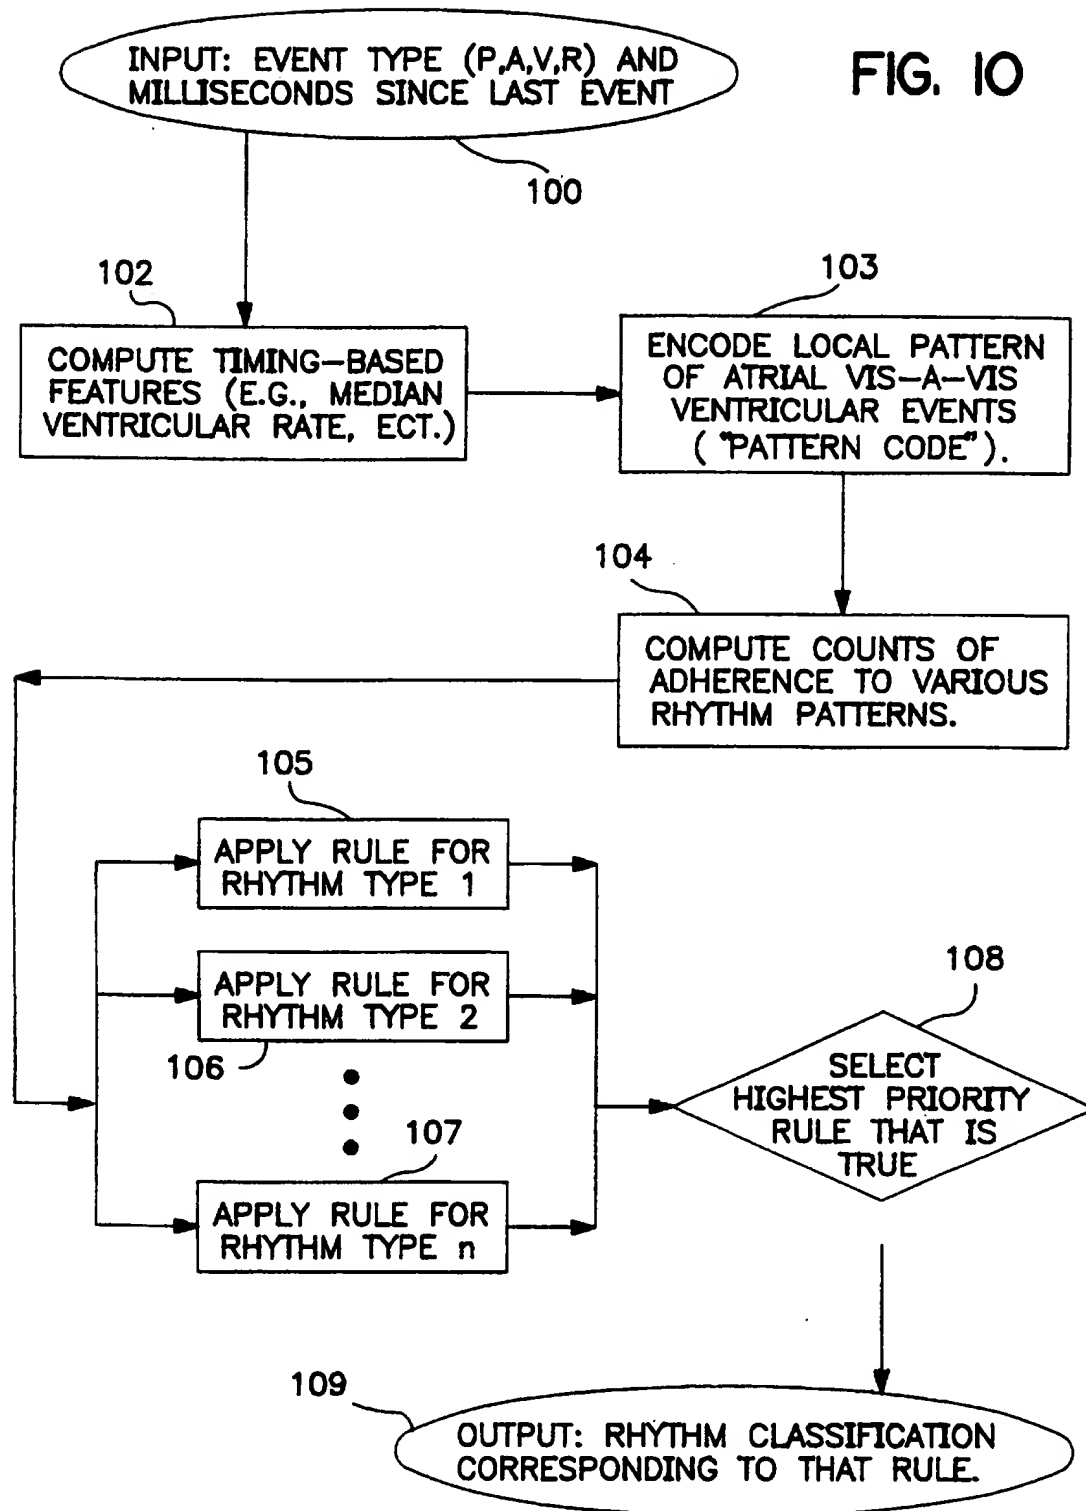 INPUT: EVENT TYPE (P,A,V,R) AND
MILLISECONDS SINCE LAST EVENT
FIG. 10
100
102
COMPUTE TIMING-BASED
FEATURES (E.G., MEDIAN
VENTRICULAR RATE, ECT.)
103
ENCODE LOCAL PATTERN
OF ATRIAL VIS-A-VIS
VENTRICULAR EVENTS
("PATTERN CODE").
104
COMPUTE COUNTS OF
ADHERENCE TO VARIOUS
RHYTHM PATTERNS.
105
APPLY RULE FOR
RHYTHM TYPE 1
APPLY RULE FOR
RHYTHM TYPE 2
106
107
APPLY RULE FOR
RHYTHM TYPE n
108
SELECT
HIGHEST PRIORITY
RULE THAT IS
TRUE
109
OUTPUT: RHYTHM CLASSIFICATION
CORRESPONDING TO THAT RULE.